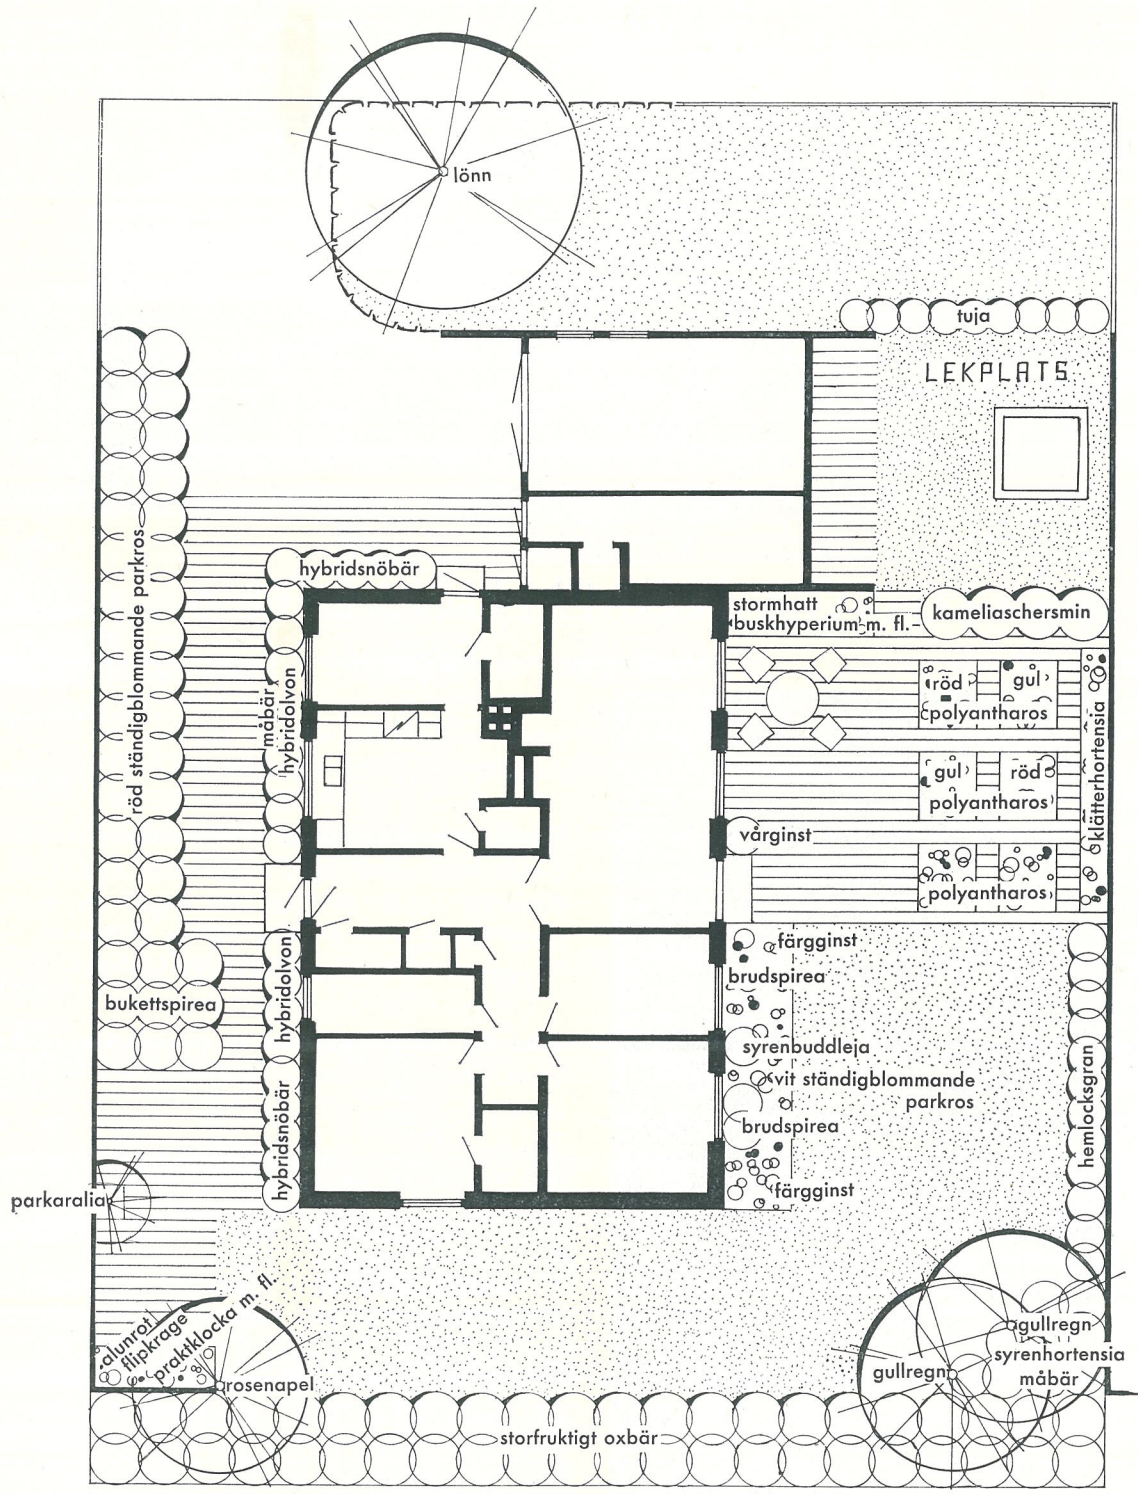 lönn
tuja
LEKPLATS
röd ständigblommande parkros
hybridsnöbär
stormhatt
buskhyperium m. fl.
kameliaschersmin
måbär
hybridolvon
röd
gul
polyantharos
gul
röd
polyantharos
klätterhortensia
vårginst
polyantharos
färgginst
brudspirea
hybridolvon
bukettspirea
syrenbuddleja
vit ständigblommande
parkros
brudspirea
hemlocksgran
hybridsnöbär
färgginst
parkaralia
alunrot
flipkrage
praktklocka m. fl.
rosenapel
gullregn
syrenhortensia
måbär
gullregn
storfruktigt oxbär